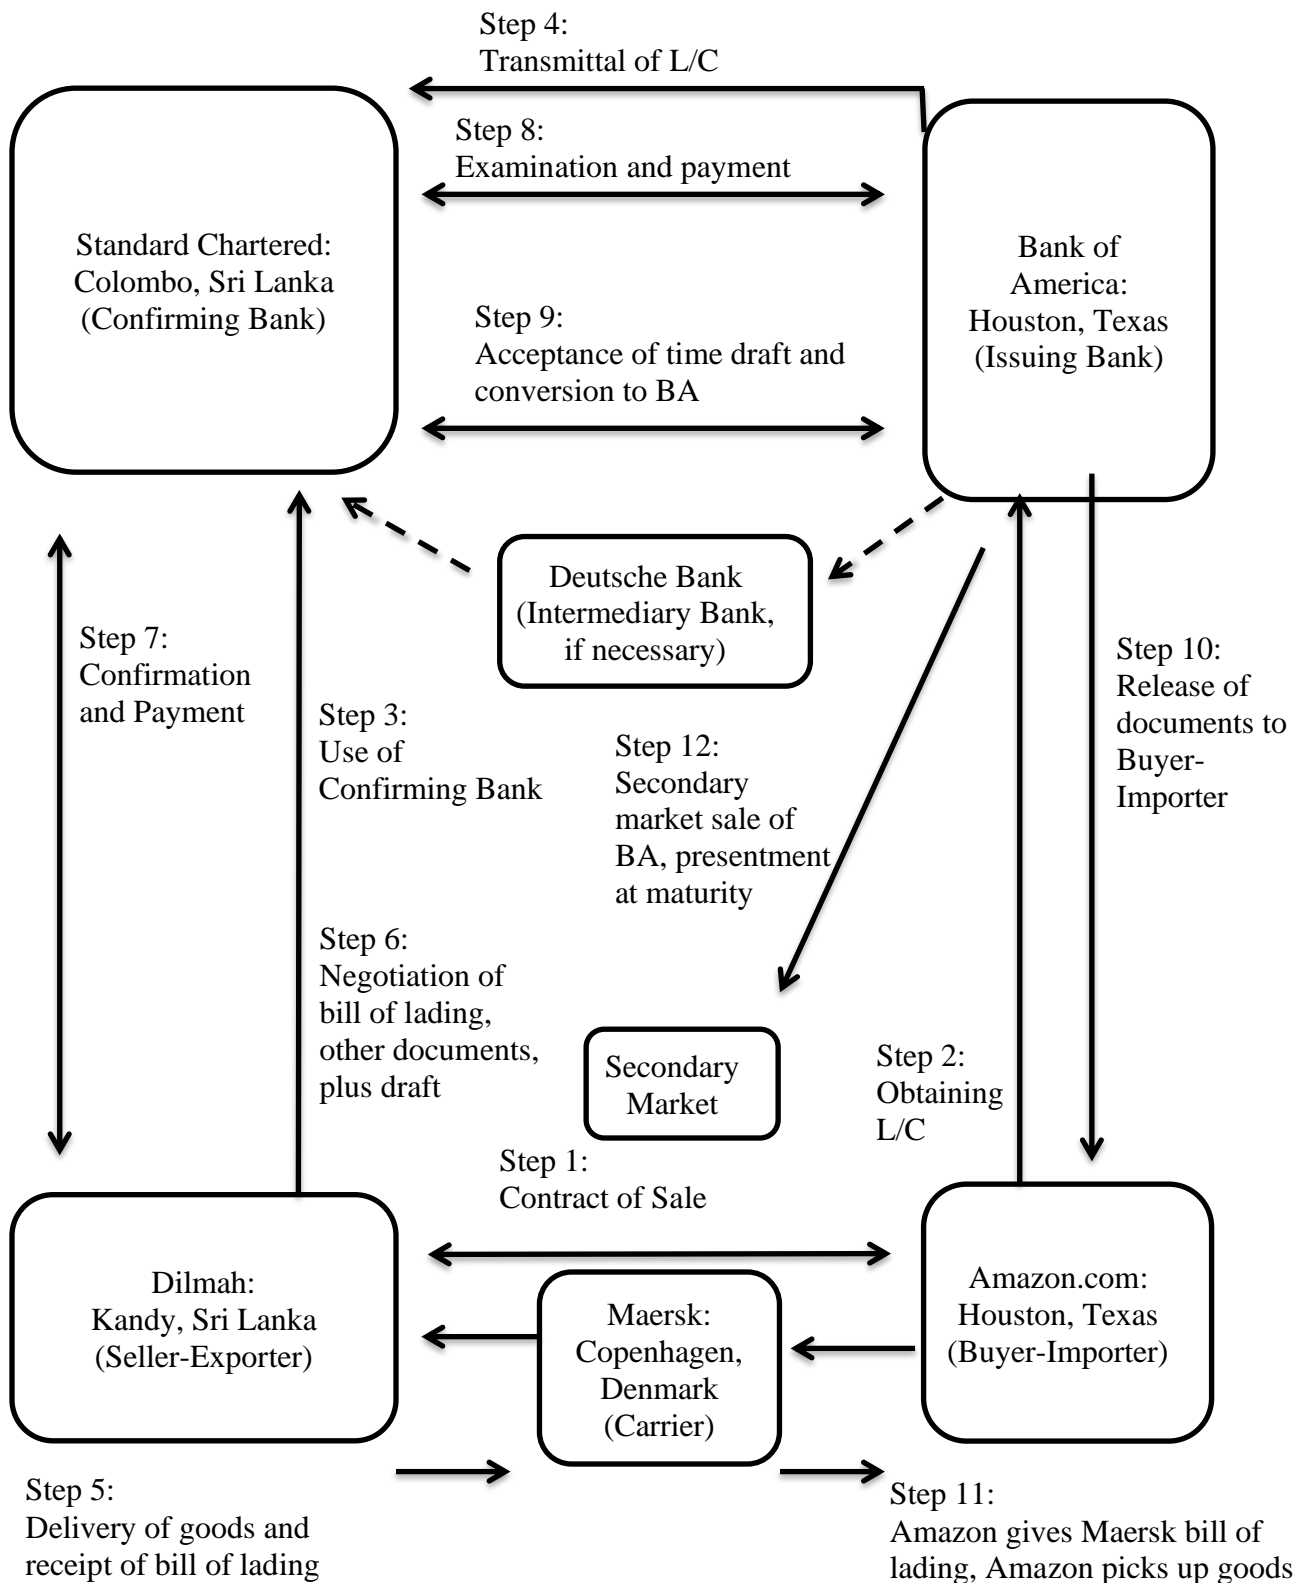 Step 4:
Transmittal of L/C
Step 8:
Examination and payment
Standard Chartered:
Colombo, Sri Lanka
(Confirming Bank)
Bank of
America:
Houston, Texas
(Issuing Bank)
Step 9:
Acceptance of time draft and
conversion to BA
Deutsche Bank
(Intermediary Bank,
if necessary)
Step 7:
Confirmation
and Payment
Step 3:
Use of
Confirming Bank
Step 12:
Secondary
market sale of
BA, presentment
at maturity
Step 10:
Release of
documents to
Buyer-
Importer
Step 6:
Negotiation of
bill of lading,
other documents,
plus draft
Secondary
Market
Step 2:
Obtaining
L/C
Step 1:
Contract of Sale
Dilmah:
Kandy, Sri Lanka
(Seller-Exporter)
Maersk:
Copenhagen,
Denmark
(Carrier)
Amazon.com:
Houston, Texas
(Buyer-Importer)
Step 5:
Delivery of goods and
receipt of bill of lading
Step 11:
Amazon gives Maersk bill of
lading, Amazon picks up goods